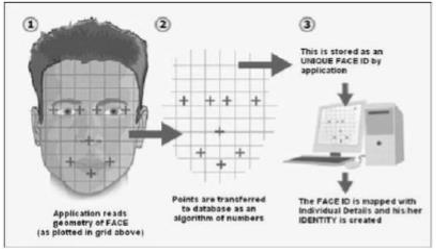 1
2
3
This is stored as an
UNIQUE FACE ID by
application
Application reads
geometry of FACE
(as plotted in grid above)
Points are transferred
to database as an
algorithm of numbers
The FACE ID is mapped with
Individual Details and his her
IDENTITY is created